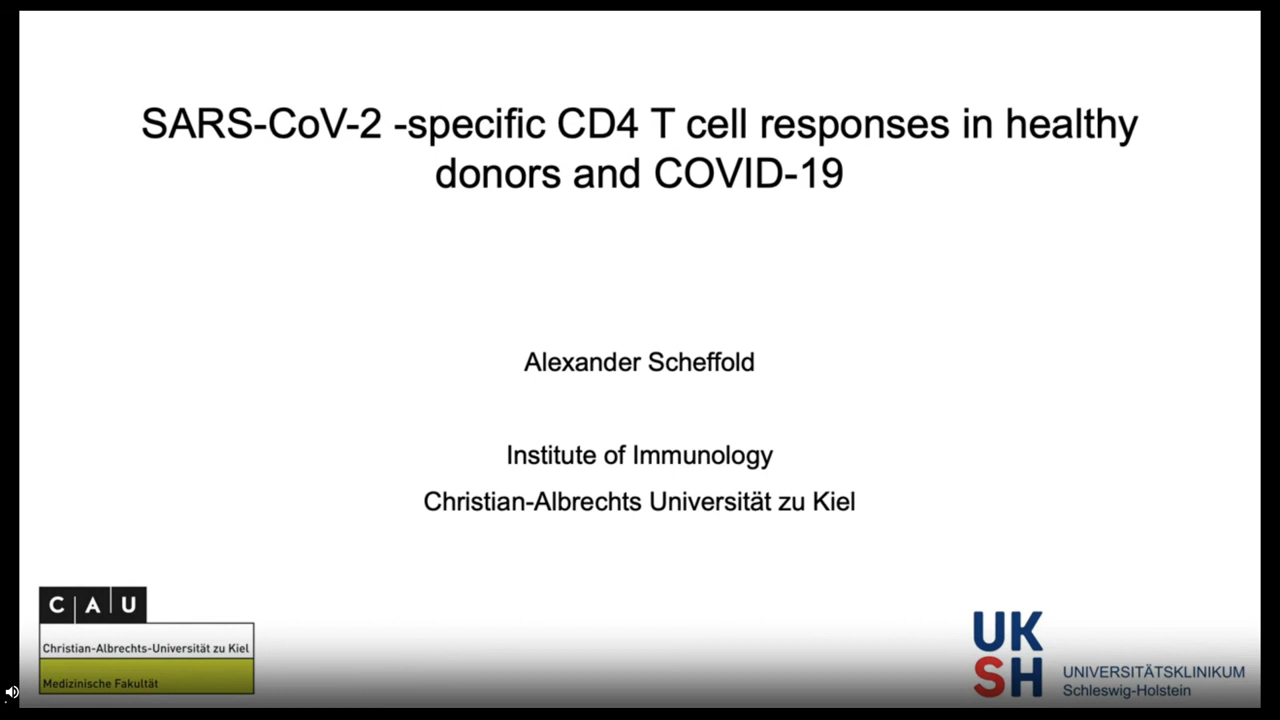 SARS-CoV-2 -specific CD4 T cell responses in healthy
donors and COVID-19
Alexander Scheffold
Institute of Immunology
Christian-Albrechts Universität zu Kiel
C A U
Christian-Albrechts-Universität zu Kiel
Medizinische Fakultät
UK
SH
UNIVERSITÄTSKLINIKUM
Schleswig-Holstein